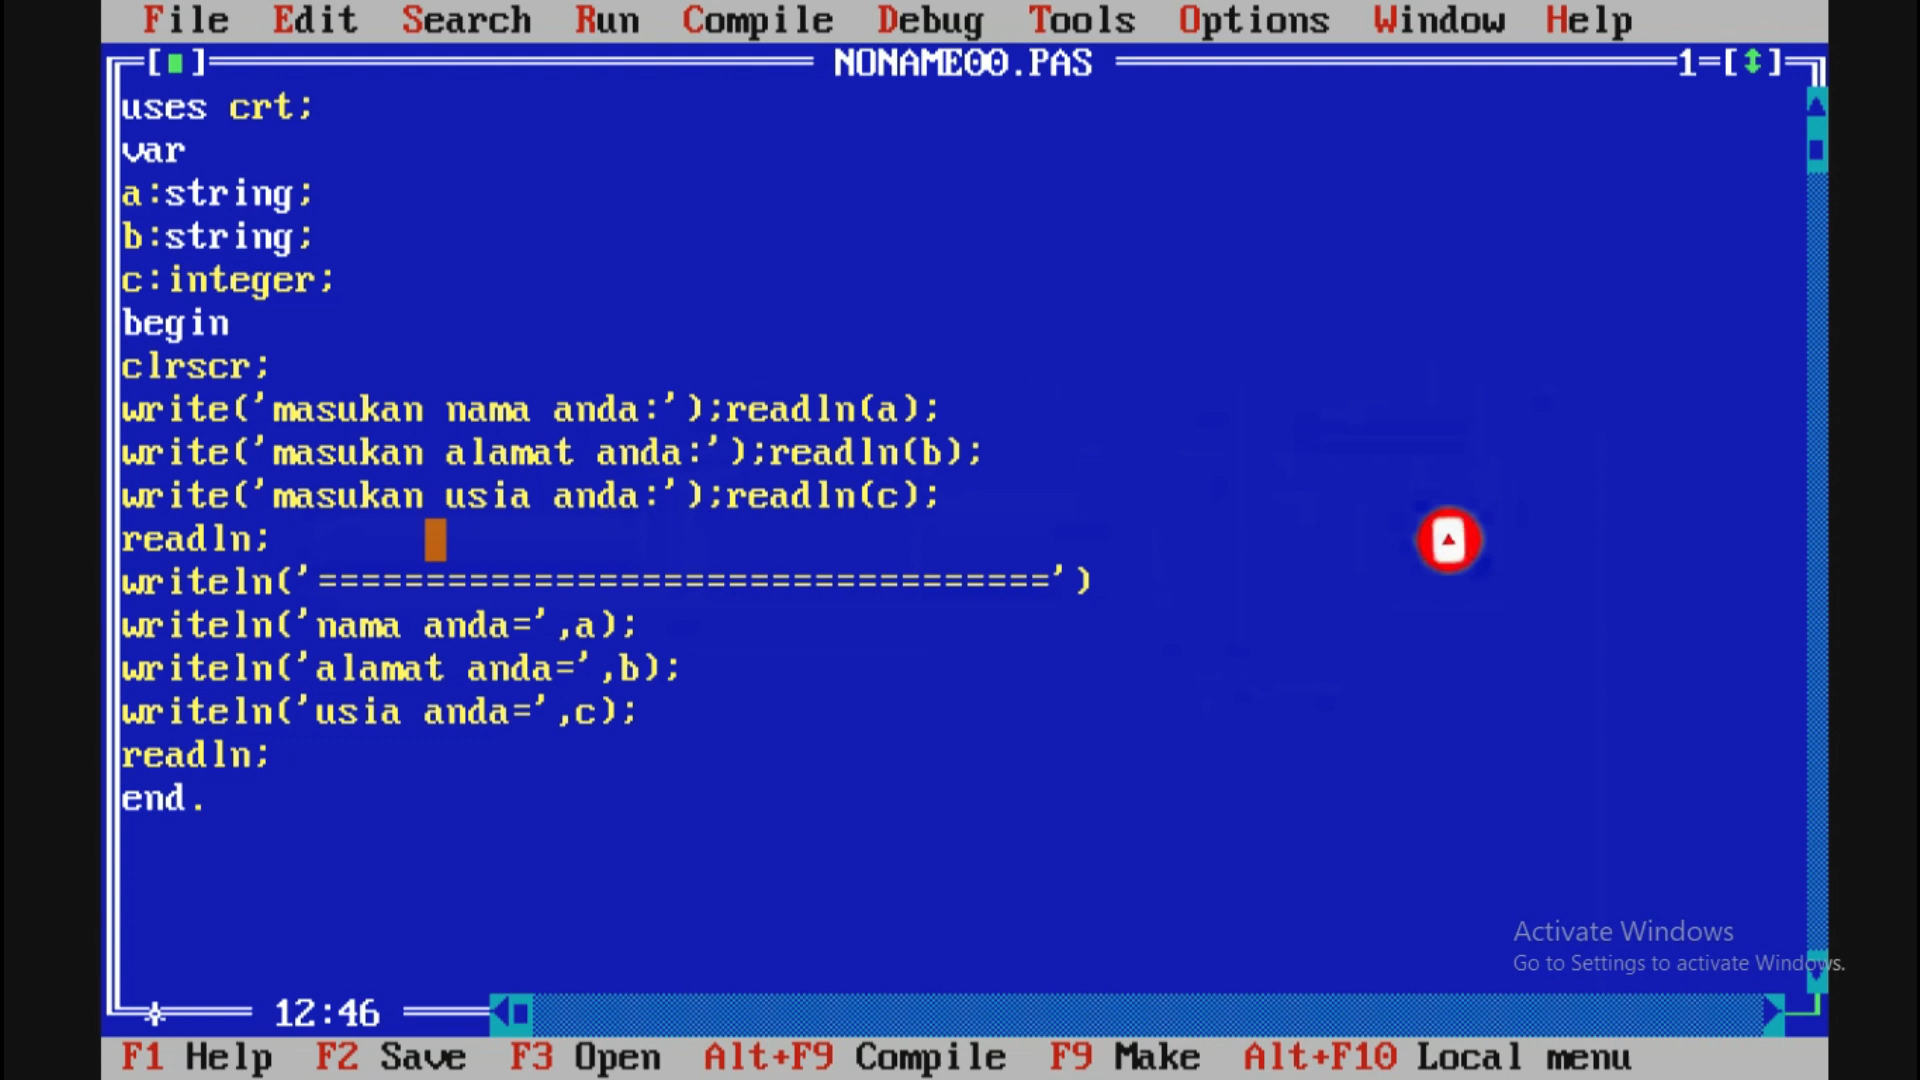 File Edit Search Run Compile Debug Tools Options Window Help
[■] NONAME00.PAS 1=[↕]
uses crt;
var
a:string;
b:string;
c:integer;
begin
clrscr;
write('masukan nama anda:');readln(a);
write('masukan alamat anda:');readln(b);
write('masukan usia anda:');readln(c);
readln;
writeln('==================================')
writeln('nama anda=',a);
writeln('alamat anda=',b);
writeln('usia anda=',c);
readln;
end.
Activate Windows
Go to Settings to activate Windows.
12:46
F1 Help F2 Save F3 Open Alt+F9 Compile F9 Make Alt+F10 Local menu